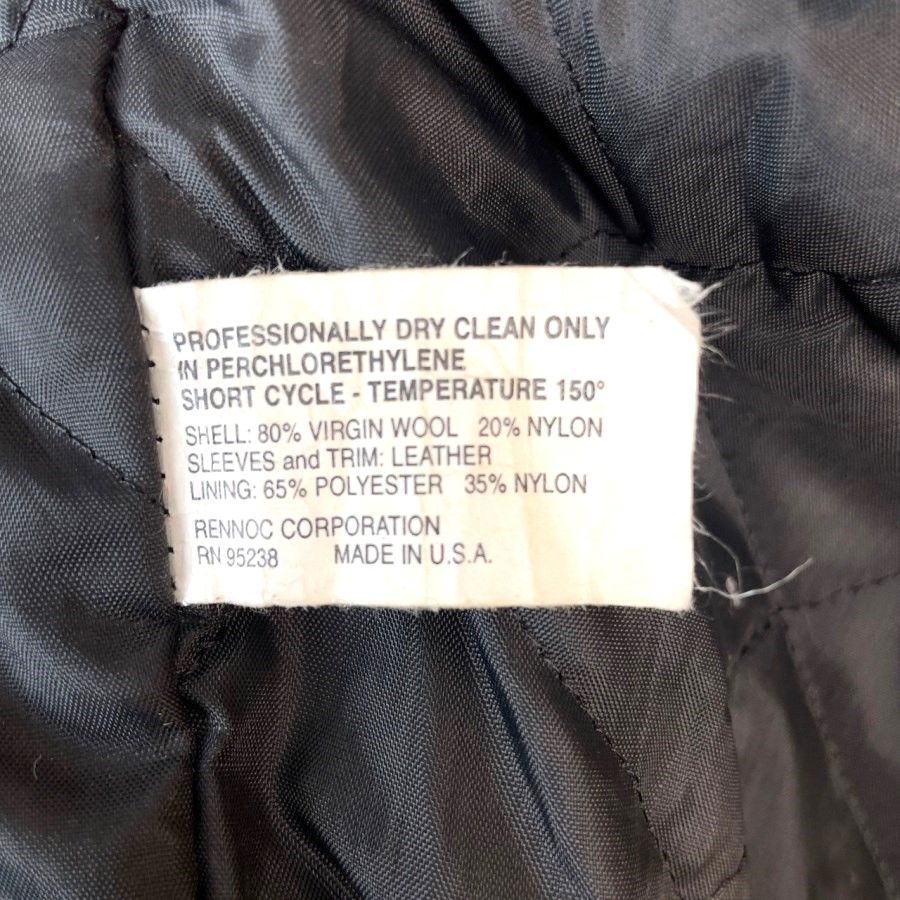 PROFESSIONALLY DRY CLEAN ONLY
IN PERCHLORETHYLENE
SHORT CYCLE - TEMPERATURE 150°
SHELL: 80% VIRGIN WOOL 20% NYLON
SLEEVES and TRIM: LEATHER
LINING: 65% POLYESTER 35% NYLON
RENNOC CORPORATION
RN 95238 MADE IN U.S.A.